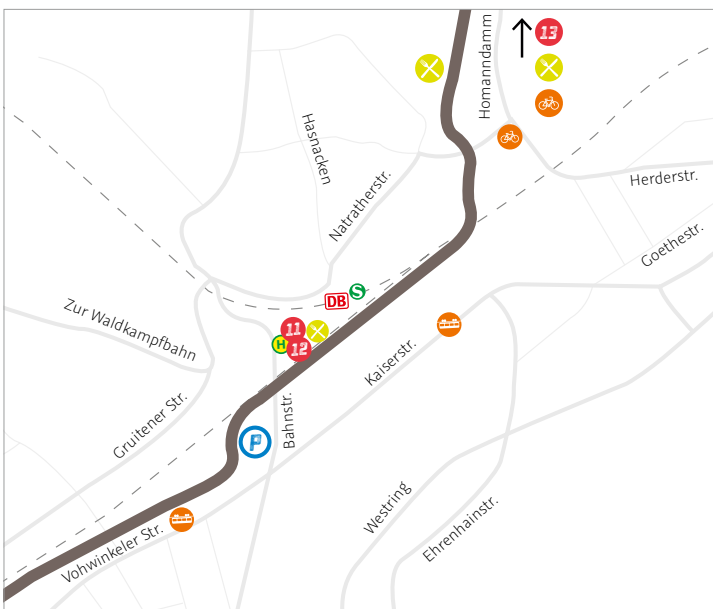 13
Homanndamm
Hasnacken
Natratherstr.
Herderstr.
Goethestr.
S
DB
Zur Waldkampfbahn
11
H
12
Kaiserstr.
Gruitener Str.
Bahnstr.
P
Westring
Ehrenhainstr.
Vohwinkeler Str.